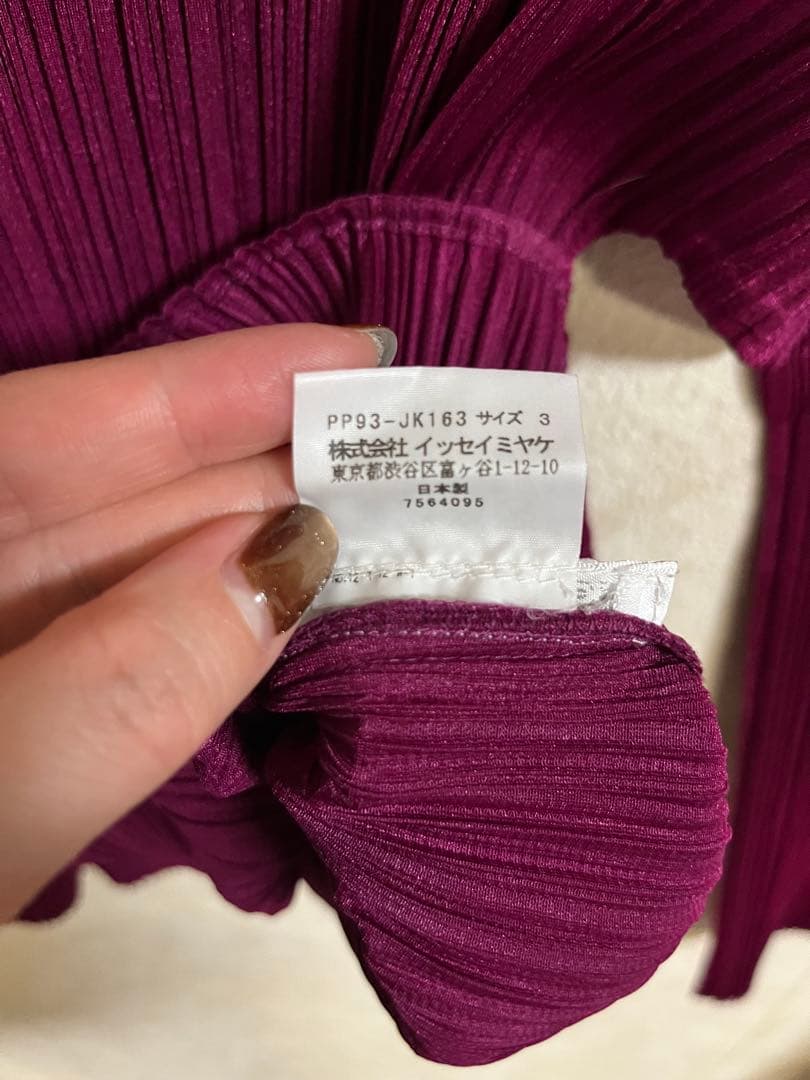 PP93-JK163 サイズ 3
株式会社 イッセイミヤケ
東京都渋谷区富ヶ谷1-12-10
日本製
7564095